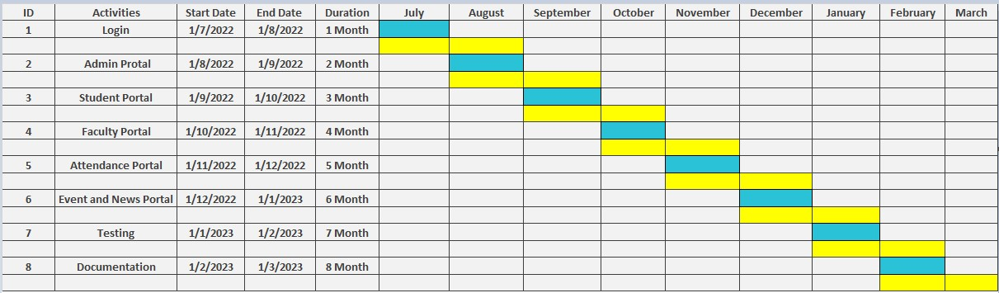 ID Activities Start Date End Date Duration July August September October November December January February March
1 Login 1/7/2022 1/8/2022 1 Month
2 Admin Protal 1/8/2022 1/9/2022 2 Month
3 Student Portal 1/9/2022 1/10/2022 3 Month
4 Faculty Portal 1/10/2022 1/11/2022 4 Month
5 Attendance Portal 1/11/2022 1/12/2022 5 Month
6 Event and News Portal 1/12/2022 1/1/2023 6 Month
7 Testing 1/1/2023 1/2/2023 7 Month
8 Documentation 1/2/2023 1/3/2023 8 Month